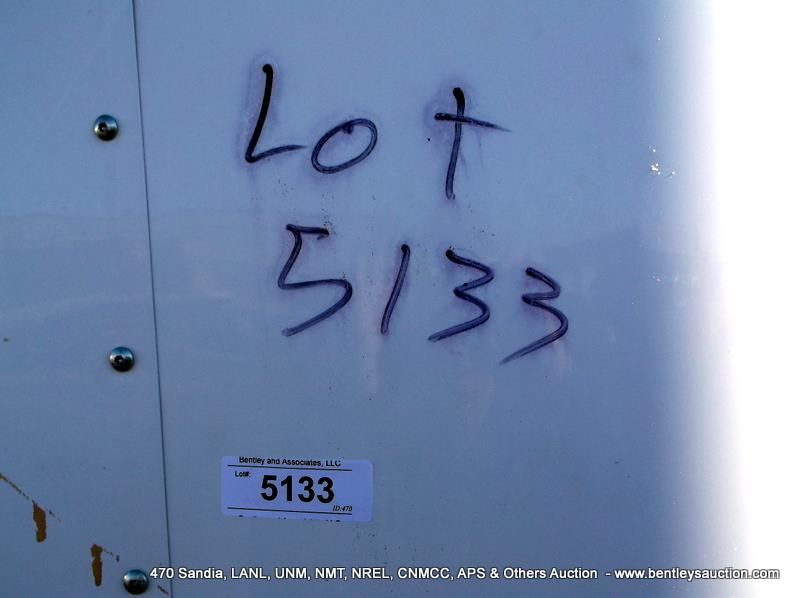 Lot
5133
Bentley and Associates, LLC
Lot#:
5133
ID:470
470 Sandia, LANL, UNM, NMT, NREL, CNMCC, APS & Others Auction - www.bentleysauction.com